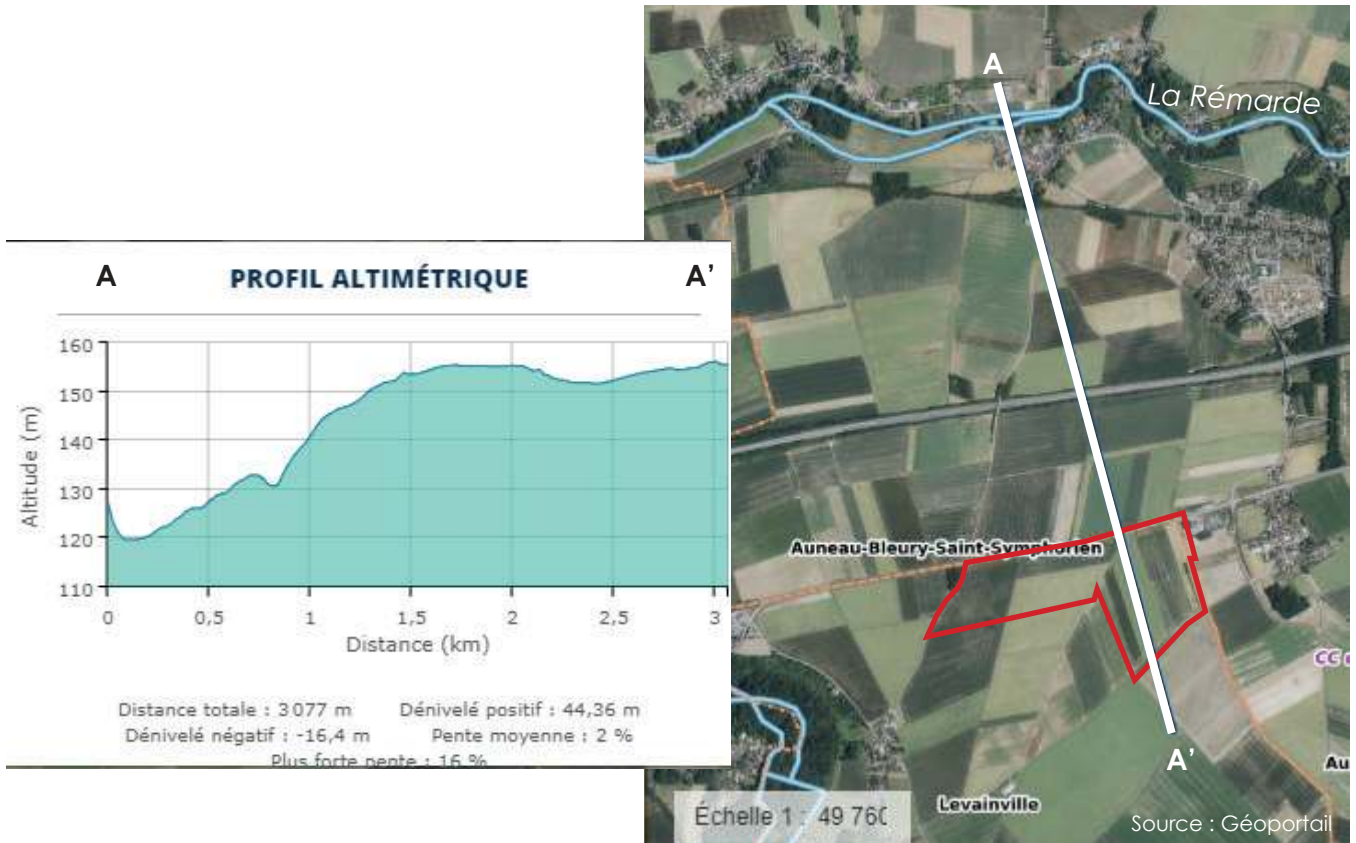 A
La Rémarde
A PROFIL ALTIMÉTRIQUE A’
160
150
140
130
120
110
Altitude (m)
0 0,5 1 1,5 2 2,5 3
Distance (km)
Distance totale : 3 077 m Dénivelé positif : 44,36 m
Dénivelé négatif : -16,4 m Pente moyenne : 2 %
Plus forte pente : 16 %
Auneau-Bleury-Saint-Symphorien
CC
A’
Au
Levainville
Échelle 1 : 49 760
Source : Géoportail